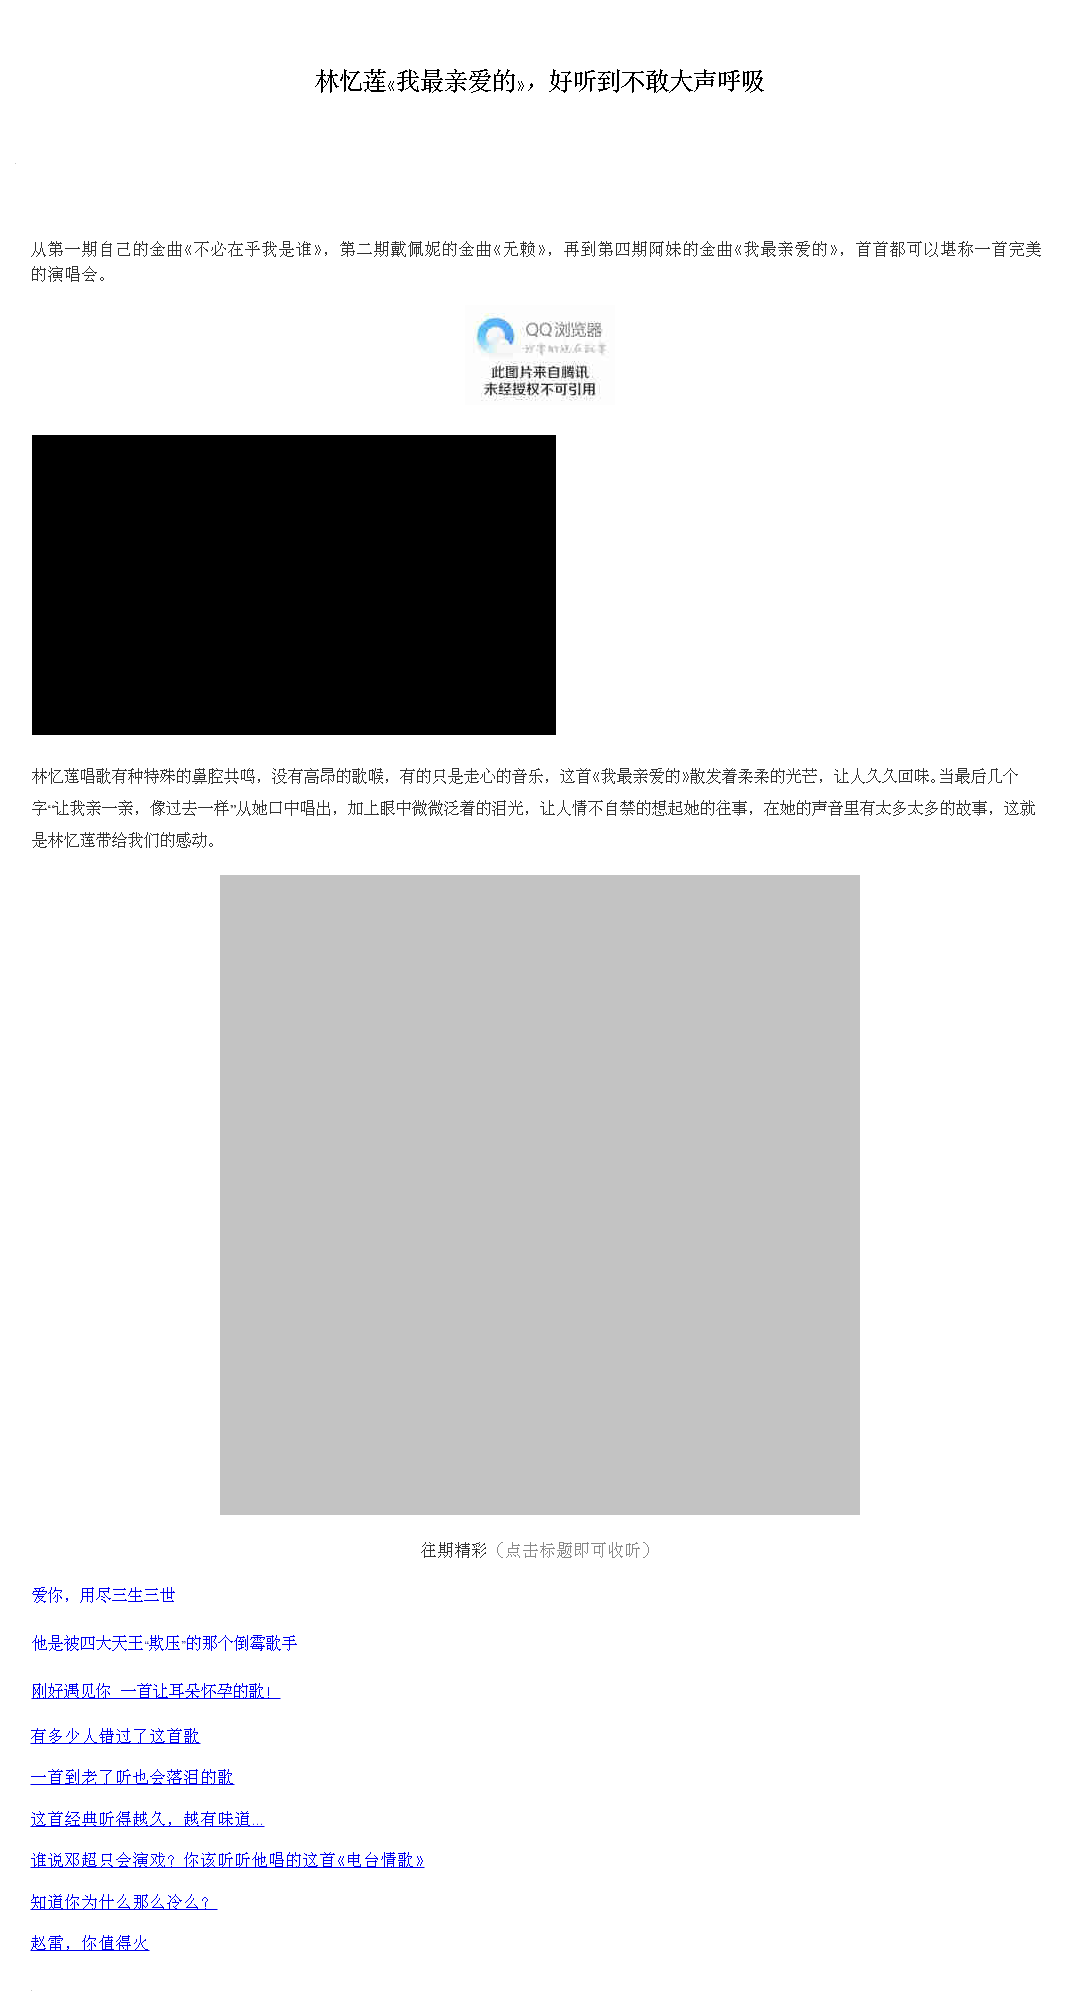 林忆莲《我最亲爱的》，好听到不敢大声呼吸
从第一期自己的金曲《不必在乎我是谁》，第二期戴佩妮的金曲《无赖》，再到第四期阿妹的金曲《我最亲爱的》，首首都可以堪称一首完美
的演唱会。
QQ浏览器
此图片来自腾讯
未经授权不可引用
林忆莲唱歌有种特殊的鼻腔共鸣，没有高昂的歌喉，有的只是走心的音乐，这首《我最亲爱的》散发着柔柔的光芒，让人久久回味。当最后几个
字“让我亲一亲，像过去一样”从她口中唱出，加上眼中微微泛着的泪光，让人情不自禁的想起她的往事，在她的声音里有太多太多的故事，这就
是林忆莲带给我们的感动。
往期精彩（点击标题即可收听）
爱你，用尽三生三世
他是被四大天王“欺压”的那个倒霉歌手
刚好遇见你 一首让耳朵怀孕的歌！
有多少人错过了这首歌
一首到老了听也会落泪的歌
这首经典听得越久，越有味道...
谁说邓超只会演戏？你该听听他唱的这首《电台情歌》
知道你为什么那么冷么？
赵雷，你值得火